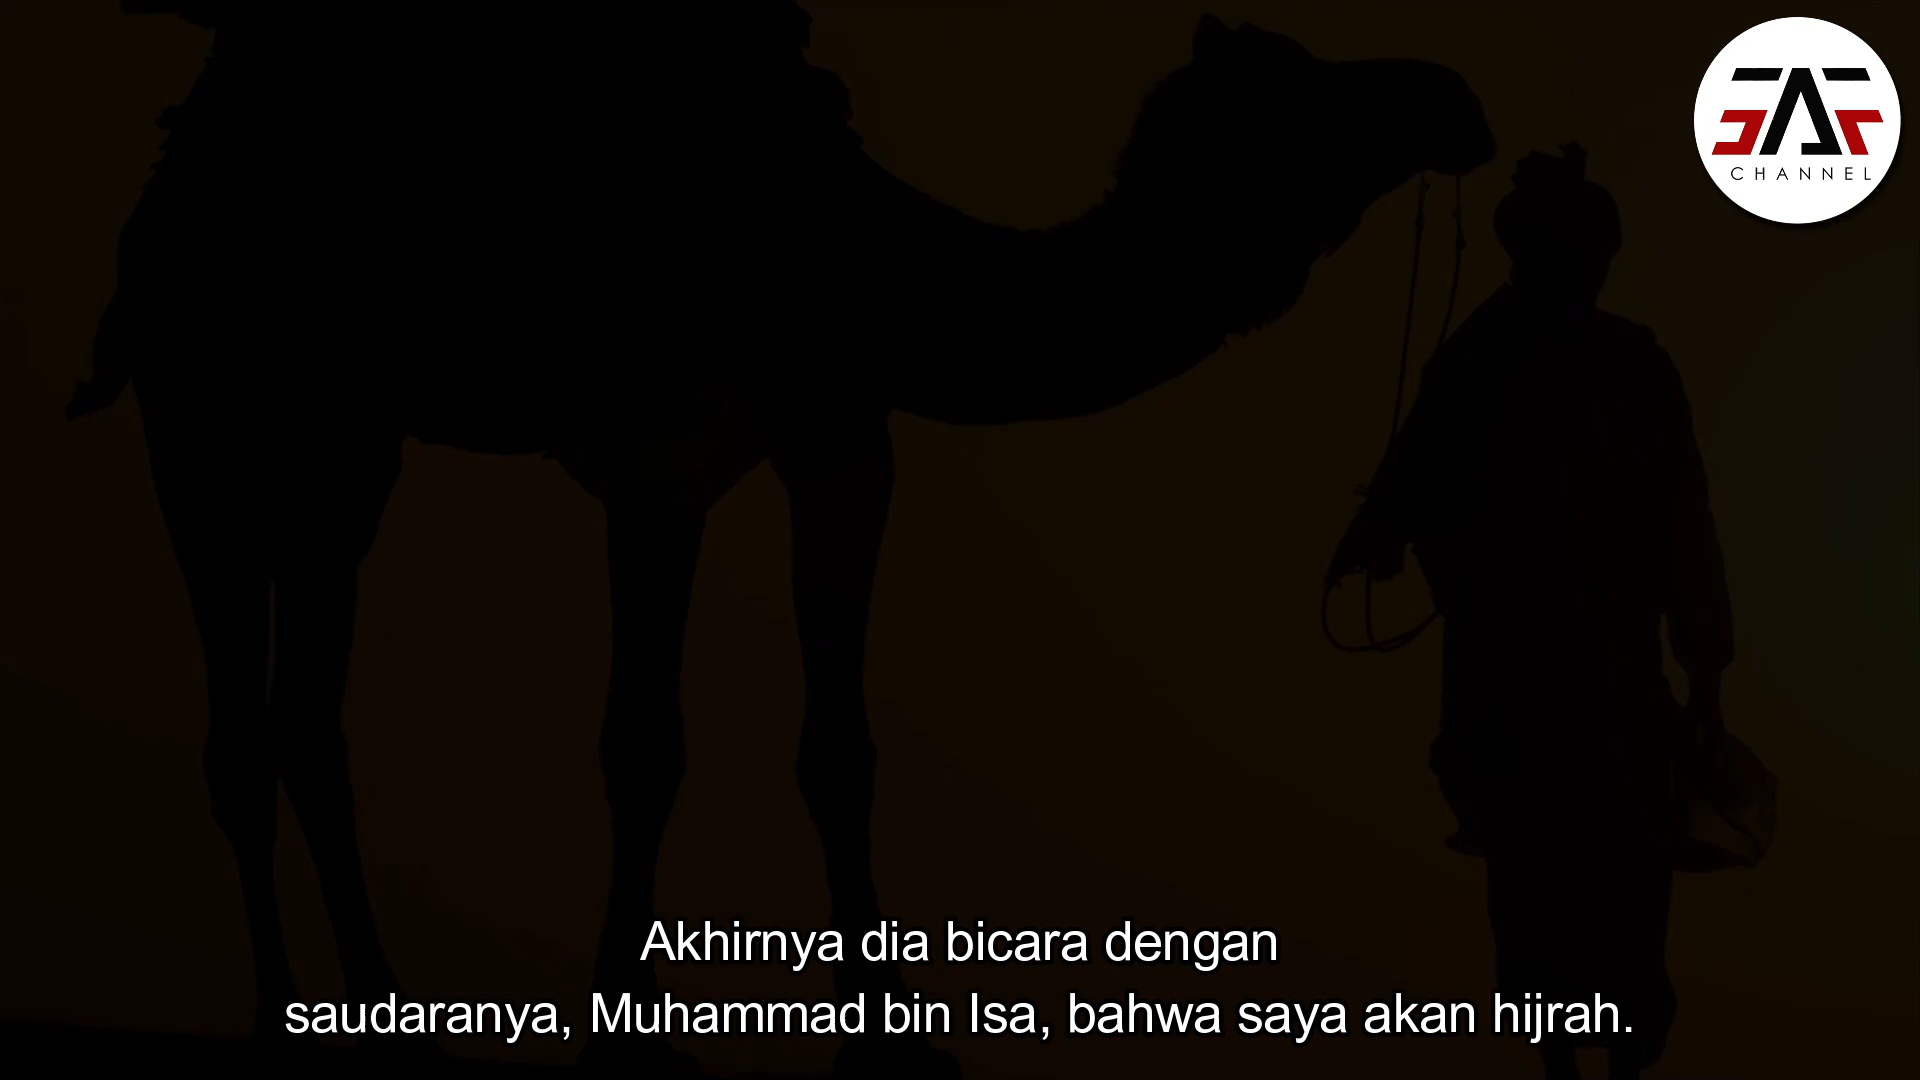 CHANNEL
Akhirnya dia bicara dengan
saudaranya, Muhammad bin Isa, bahwa saya akan hijrah.